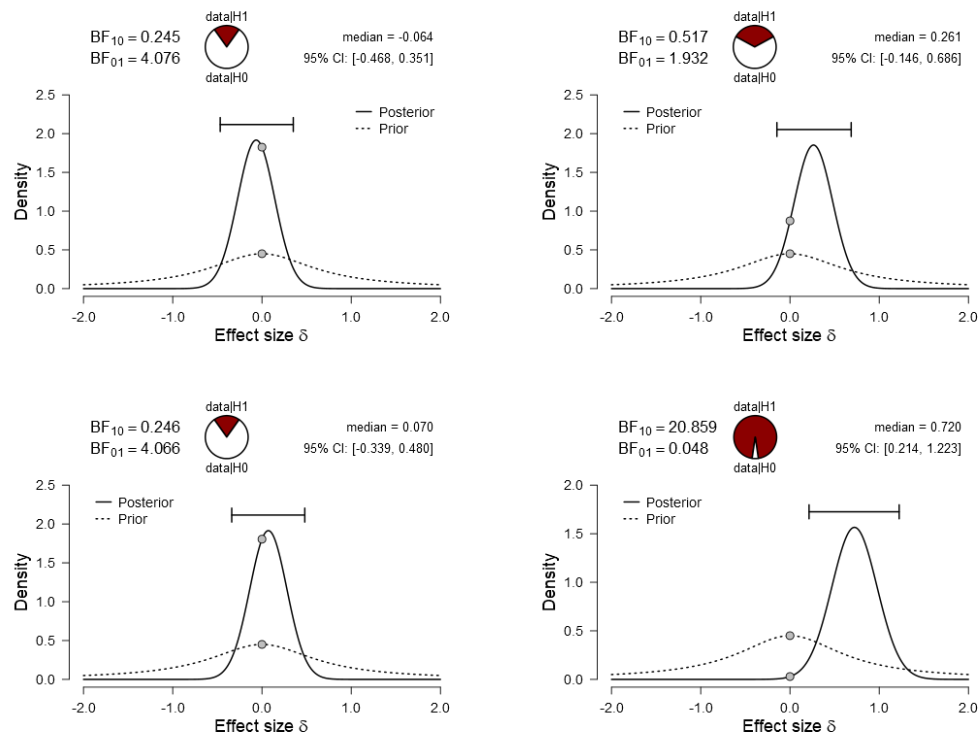 data|H1
BF10 = 0.245
BF01 = 4.076
median = -0.064
95% CI: [-0.468, 0.351]
data|H0
2.5
2.0
1.5
1.0
0.5
0.0
Density
Posterior
Prior
-2.0 -1.0 0.0 1.0 2.0
Effect size δ
data|H1
BF10 = 0.517
BF01 = 1.932
median = 0.261
95% CI: [-0.146, 0.686]
data|H0
2.5
2.0
1.5
1.0
0.5
0.0
Density
Posterior
Prior
-2.0 -1.0 0.0 1.0 2.0
Effect size δ
data|H1
BF10 = 0.246
BF01 = 4.066
median = 0.070
95% CI: [-0.339, 0.480]
data|H0
2.5
2.0
1.5
1.0
0.5
0.0
Density
Posterior
Prior
-2.0 -1.0 0.0 1.0 2.0
Effect size δ
data|H1
BF10 = 20.859
BF01 = 0.048
median = 0.720
95% CI: [0.214, 1.223]
data|H0
2.0
1.5
1.0
0.5
0.0
Density
Posterior
Prior
-2.0 -1.0 0.0 1.0 2.0
Effect size δ